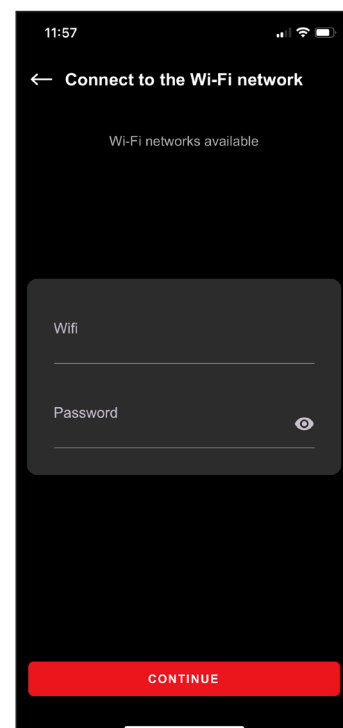 11:57
← Connect to the Wi-Fi network
Wi-Fi networks available
Wifi
Password
CONTINUE